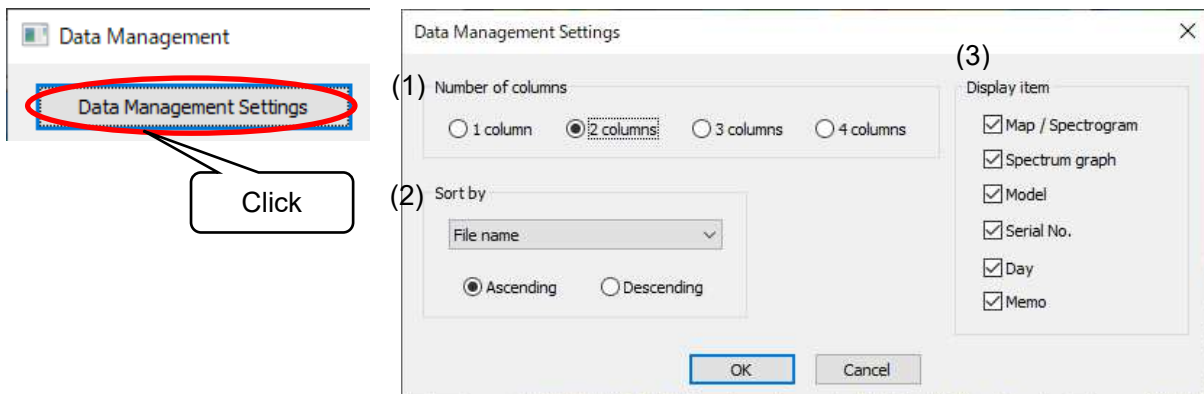 Data Management
Data Management Settings
Click
Data Management Settings
(1)
Number of columns
1 column 2 columns 3 columns 4 columns
(2)
Sort by
File name
Ascending Descending
(3)
Display item
Map / Spectrogram
Spectrum graph
Model
Serial No.
Day
Memo
OK Cancel